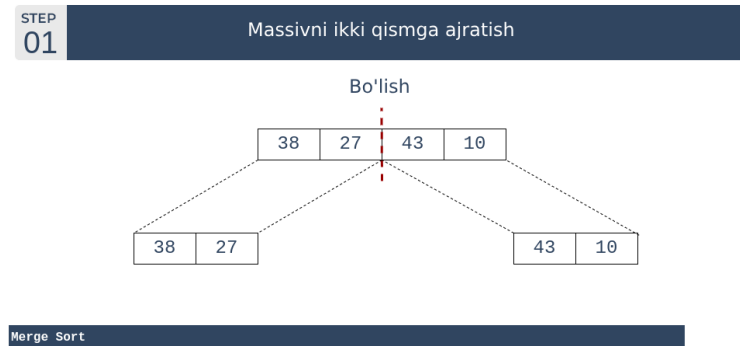 STEP
01
Massivni ikki qismga ajratish
Bo'lish
38 27 43 10
38 27 43 10
Merge Sort